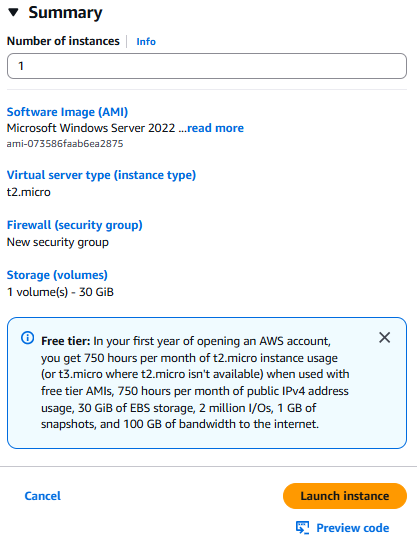 Summary
Number of instances Info
1
Software Image (AMI)
Microsoft Windows Server 2022 ...read more
ami-073586faab6ea2875
Virtual server type (instance type)
t2.micro
Firewall (security group)
New security group
Storage (volumes)
1 volume(s) - 30 GiB
Free tier: In your first year of opening an AWS account,
you get 750 hours per month of t2.micro instance usage
(or t3.micro where t2.micro isn't available) when used with
free tier AMIs, 750 hours per month of public IPv4 address
usage, 30 GiB of EBS storage, 2 million I/Os, 1 GB of
snapshots, and 100 GB of bandwidth to the internet.
Cancel
Launch instance
Preview code